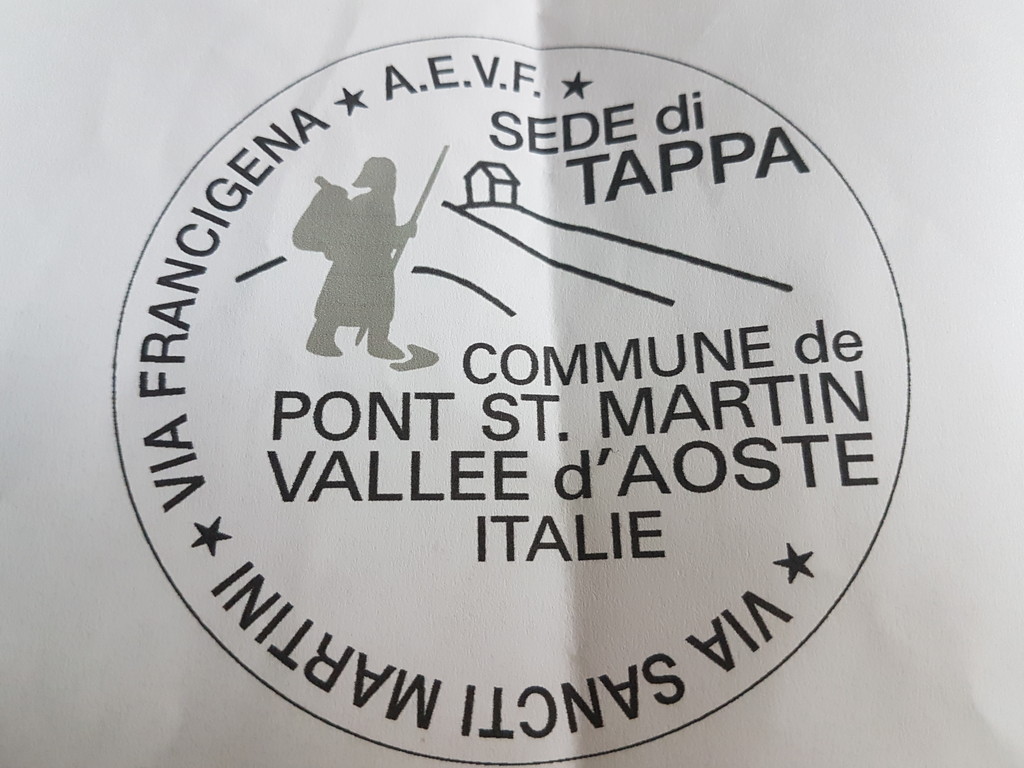 VIA FRANCIGENA ★ A.E.V.F. ★
SEDE di
TAPPA
COMMUNE de
PONT ST. MARTIN
VALLEE d'AOSTE
ITALIE
★ VIA SANCTI MARTINI ★